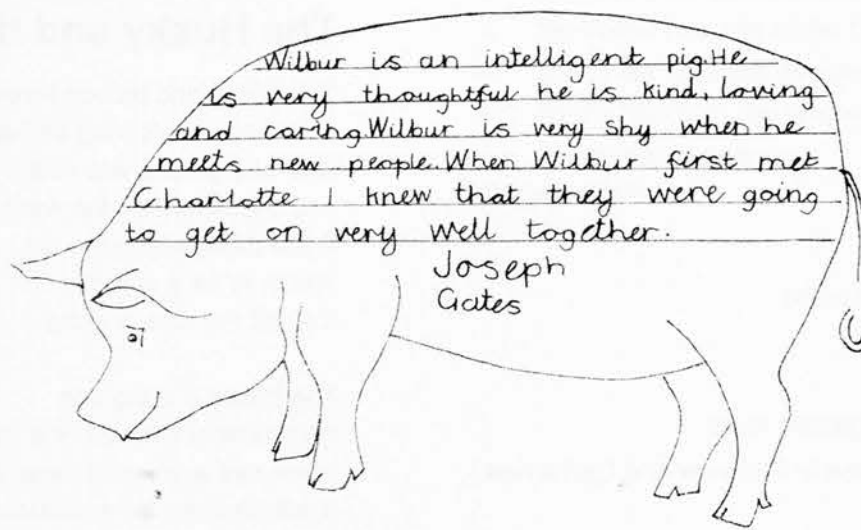 Wilbur is an intelligent pig. He
is very thoughtful he is kind, loving
and caring. Wilbur is very shy when he
meets new people. When Wilbur first met
Charlotte I knew that they were going
to get on very well together.
Joseph
Gates